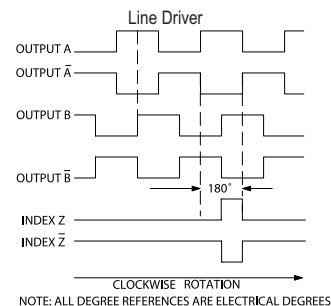 Line Driver
OUTPUT A
OUTPUT A̅
OUTPUT B
OUTPUT B̅
180°
INDEX Z
INDEX Z̅
CLOCKWISE ROTATION
NOTE: ALL DEGREE REFERENCES ARE ELECTRICAL DEGREES